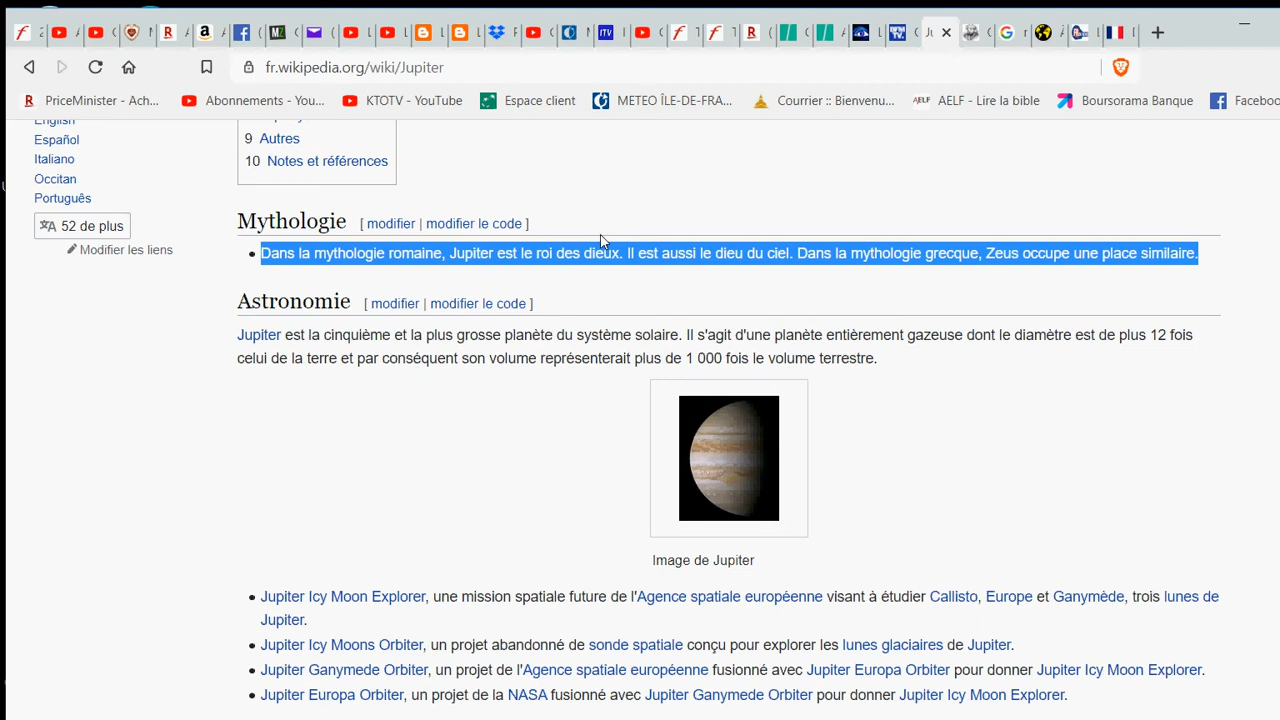 fr.wikipedia.org/wiki/Jupiter
PriceMinister - Ach... Abonnements - You... KTOTV - YouTube Espace client METEO ÎLE-DE-FRA... Courrier :: Bienvenu... AELF AELF - Lire la bible Boursorama Banque Faceboo
English
Español
Italiano
Occitan
Português
52 de plus
Modifier les liens
9 Autres
10 Notes et références
Mythologie [ modifier | modifier le code ]
• Dans la mythologie romaine, Jupiter est le roi des dieux. Il est aussi le dieu du ciel. Dans la mythologie grecque, Zeus occupe une place similaire.
Astronomie [ modifier | modifier le code ]
Jupiter est la cinquième et la plus grosse planète du système solaire. Il s'agit d'une planète entièrement gazeuse dont le diamètre est de plus 12 fois
celui de la terre et par conséquent son volume représenterait plus de 1 000 fois le volume terrestre.
Image de Jupiter
• Jupiter Icy Moon Explorer, une mission spatiale future de l'Agence spatiale européenne visant à étudier Callisto, Europe et Ganymède, trois lunes de
Jupiter.
• Jupiter Icy Moons Orbiter, un projet abandonné de sonde spatiale conçu pour explorer les lunes glaciaires de Jupiter.
• Jupiter Ganymede Orbiter, un projet de l'Agence spatiale européenne fusionné avec Jupiter Europa Orbiter pour donner Jupiter Icy Moon Explorer.
• Jupiter Europa Orbiter, un projet de la NASA fusionné avec Jupiter Ganymede Orbiter pour donner Jupiter Icy Moon Explorer.